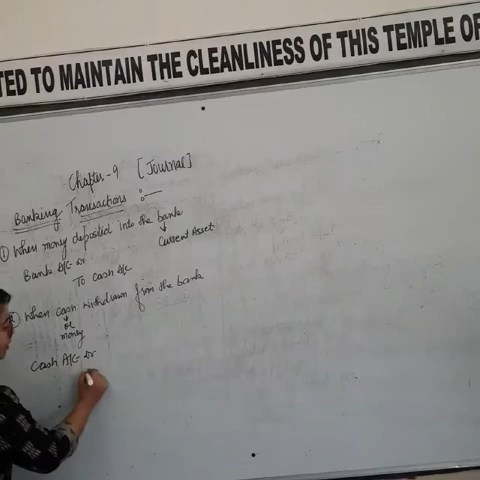 TED TO MAINTAIN THE CLEANLINESS OF THIS TEMPLE OF
Chapter-9 [Journal]
Banking Transactions :-
① When money deposited into the bank
↓
Current Asset
Bank A/c dr
To Cash A/c
② When cash withdrawn from the bank
↓
or
money
Cash A/c dr